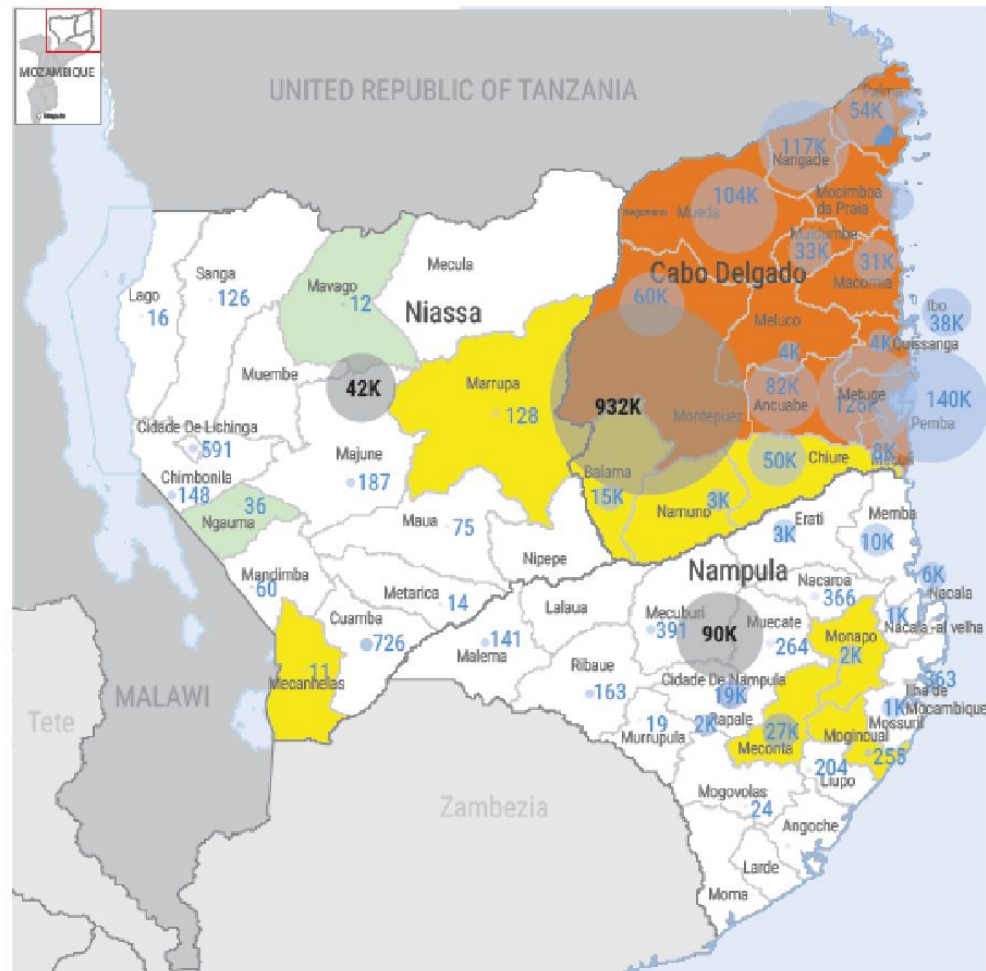 MOZAMBIQUE
UNITED REPUBLIC OF TANZANIA
Palma
54K
117K
Nangade
104K
Mueda
Mocimboa
da Praia
Muidumbe
33K
31K
Macomia
Cabo Delgado
60K
Meluco
4K
Ibo
38K
4K
Quissanga
82K
Ancuabe
Metuge
126K
140K
Pemba
932K
Montepuez
8K
Mecufi
50K
Chiure
Balama
15K
3K
Namuno
Mecula
Sanga
126
Mavago
12
Niassa
Lago
16
Muembe
42K
Marrupa
128
Cidade De Lichinga
591
Majune
187
Chimbonila
148
36
Ngauma
Maua
75
Nipepe
Mandimba
60
Metarica
14
Cuamba
726
11
Mecanhelas
MALAWI
Tete
Zambezia
Erati
3K
Memba
10K
Nampula
6K
Nacala
Nacaroa
366
Lalaua
Mecuburi
391
90K
Muecate
264
Monapo
2K
1K
Nacala-al velha
141
Malema
Ribaue
163
Cidade De Nampula
19K
363
Ilha de
Mocambique
1K
Mossuril
Rapale
2K
19
Murrupula
27K
Meconta
Mogincual
255
204
Liupo
Mogovolas
24
Angoche
Larde
Moma